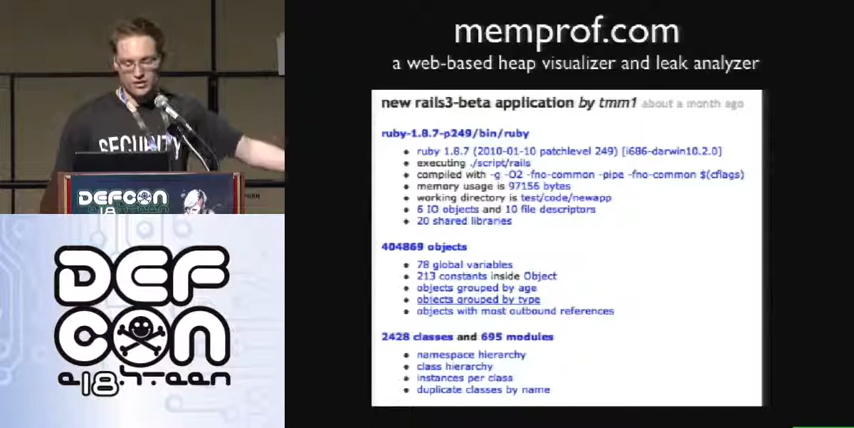 memprof.com
a web-based heap visualizer and leak analyzer
new rails3-beta application by tmm1 about a month ago
ruby-1.8.7-p249/bin/ruby
ruby 1.8.7 (2010-01-10 patchlevel 249) [i686-darwin10.2.0]
executing ./script/rails
compiled with -g -O2 -fno-common -pipe -fno-common $(cflags)
memory usage is 97156 bytes
working directory is test/code/newapp
6 IO objects and 10 file descriptors
20 shared libraries
404869 objects
78 global variables
213 constants inside Object
objects grouped by age
objects grouped by type
objects with most outbound references
2428 classes and 695 modules
namespace hierarchy
class hierarchy
instances per class
duplicate classes by name
SECURITY
DEFCON
18
DEF
CON
e18.hteen